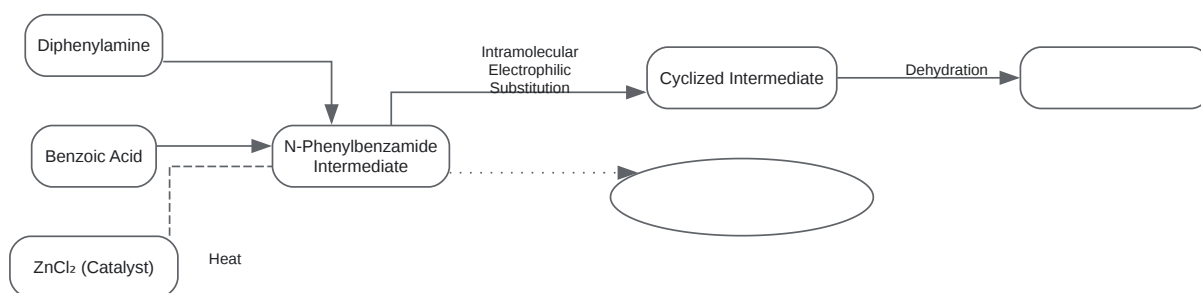 Diphenylamine
Intramolecular
Electrophilic
Substitution
Cyclized Intermediate
Dehydration
Benzoic Acid
N-Phenylbenzamide
Intermediate
ZnCl₂ (Catalyst)
Heat